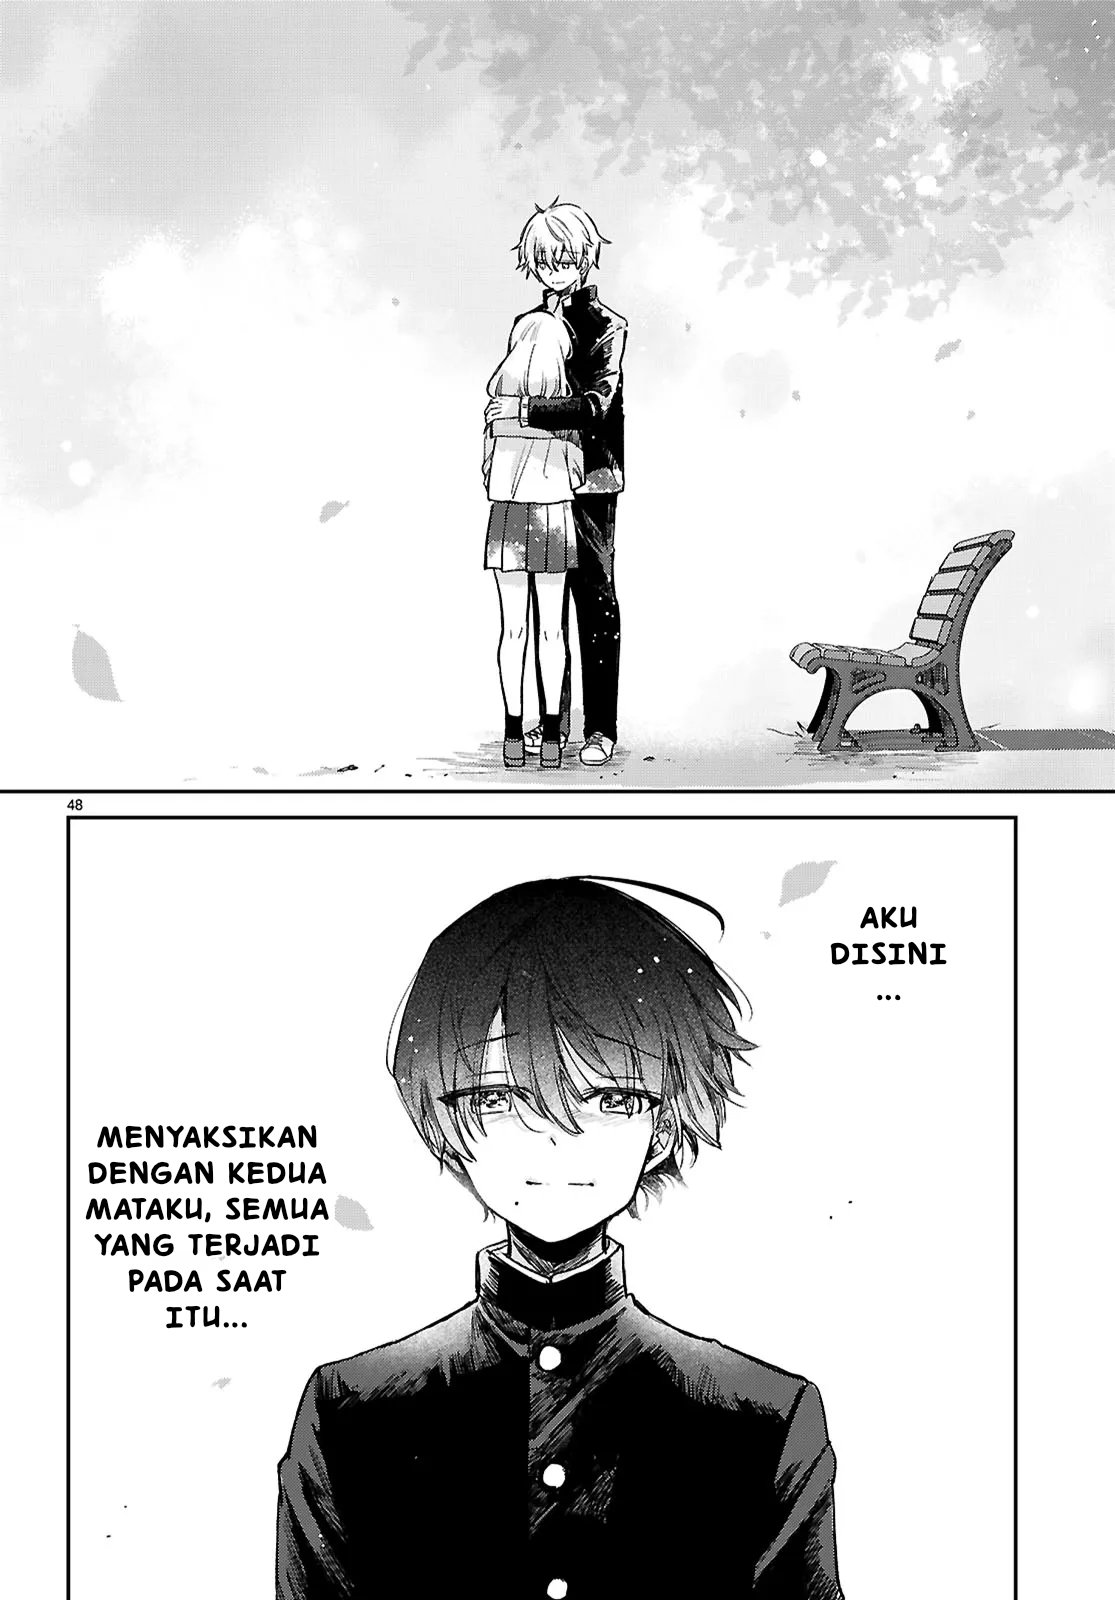 48
AKU
DISINI
...
MENYAKSIKAN
DENGAN KEDUA
MATAKU, SEMUA
YANG TERJADI
PADA SAAT
ITU...